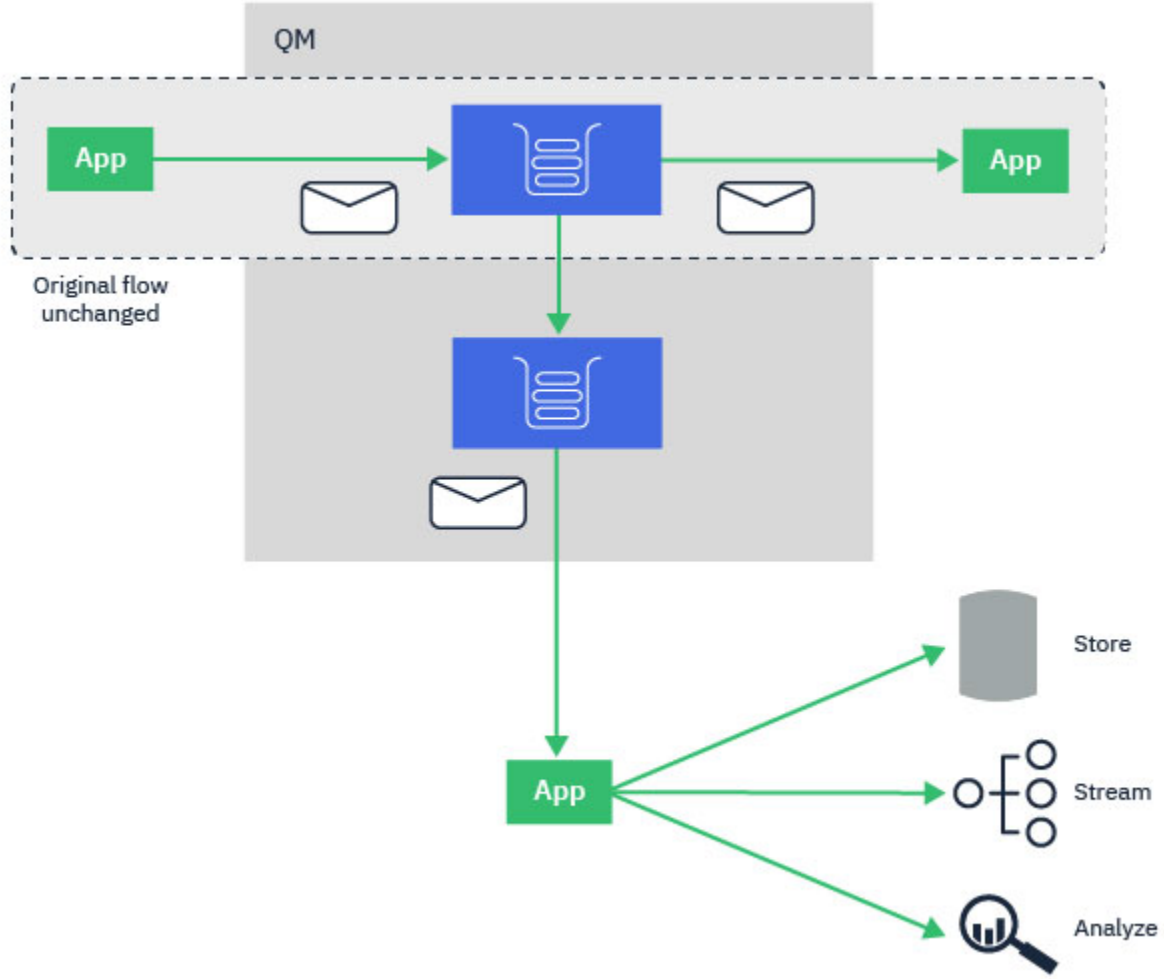 QM
App
App
Original flow
unchanged
Store
App
Stream
Analyze